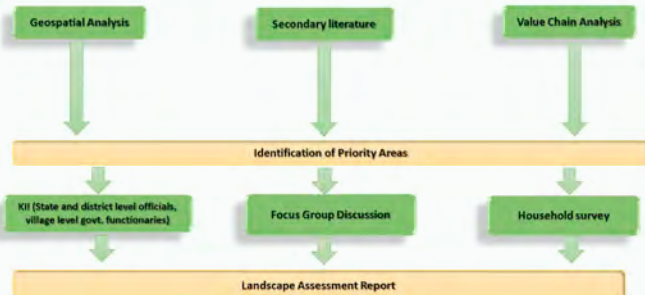 Geospatial Analysis
Secondary literature
Value Chain Analysis
Identification of Priority Areas
KII (State and district level officials,
village level govt. functionaries)
Focus Group Discussion
Household survey
Landscape Assessment Report